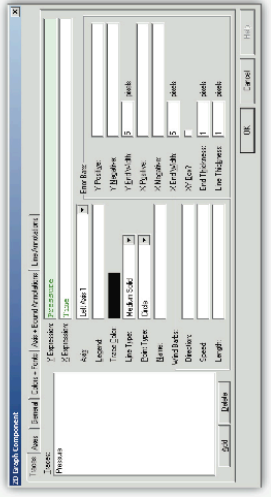 2D Graph Component
Traces Axes General Colors + Fonts Axis + Bound Annotations Line Annotations
Traces:
Pressure
Add
Delete
Y Expression: Pressure
X Expression: Time
Axis: Left Axis 1
Legend:
Trace Color:
Line Type: Medium Solid
Point Type: Circle
Name:
Wind Barbs:
Direction:
Speed:
Length:
Error Bars:
Y Positive:
Y Negative:
Y End Width: 5 pixels
X Positive:
X Negative:
X End Width: 5 pixels
XY Box?
End Thickness: 1 pixels
Line Thickness: 1 pixels
OK
Cancel
Help